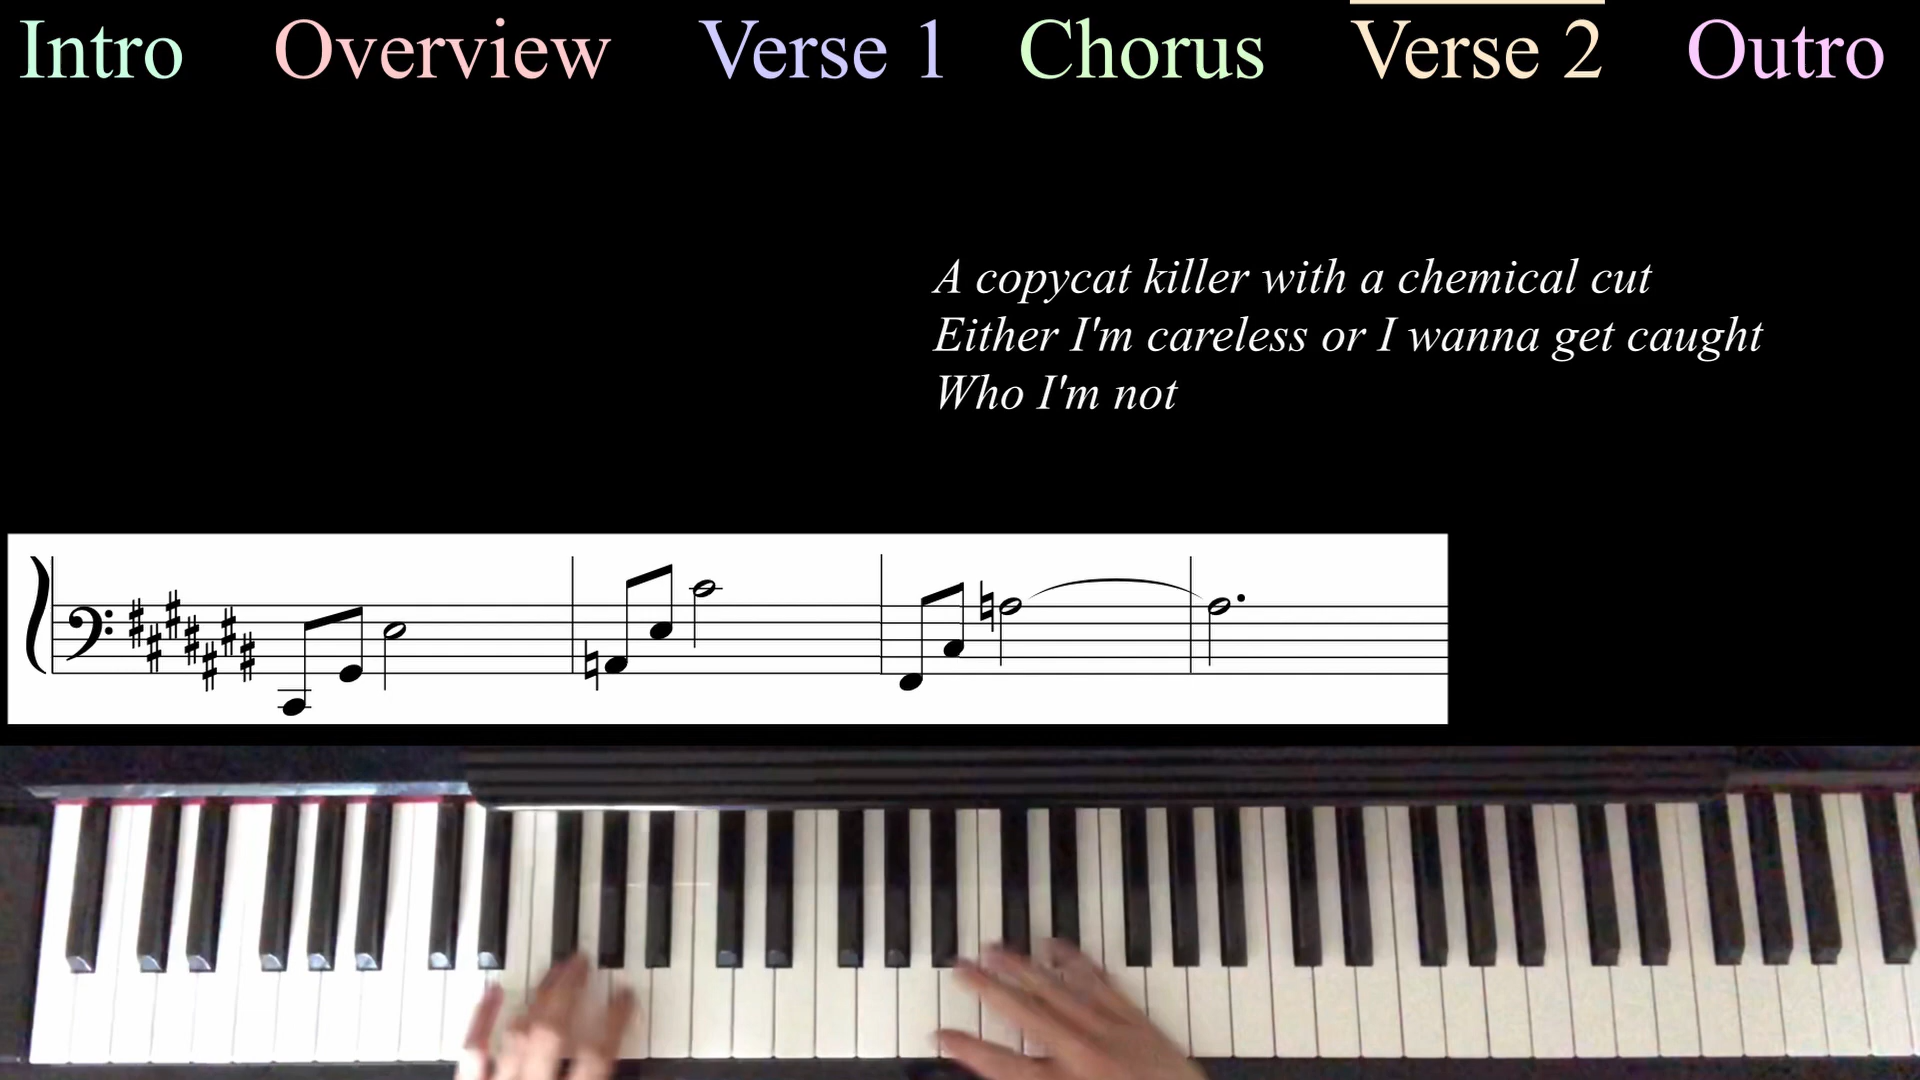 Intro Overview Verse 1 Chorus Verse 2 Outro
A copycat killer with a chemical cut
Either I'm careless or I wanna get caught
Who I'm not